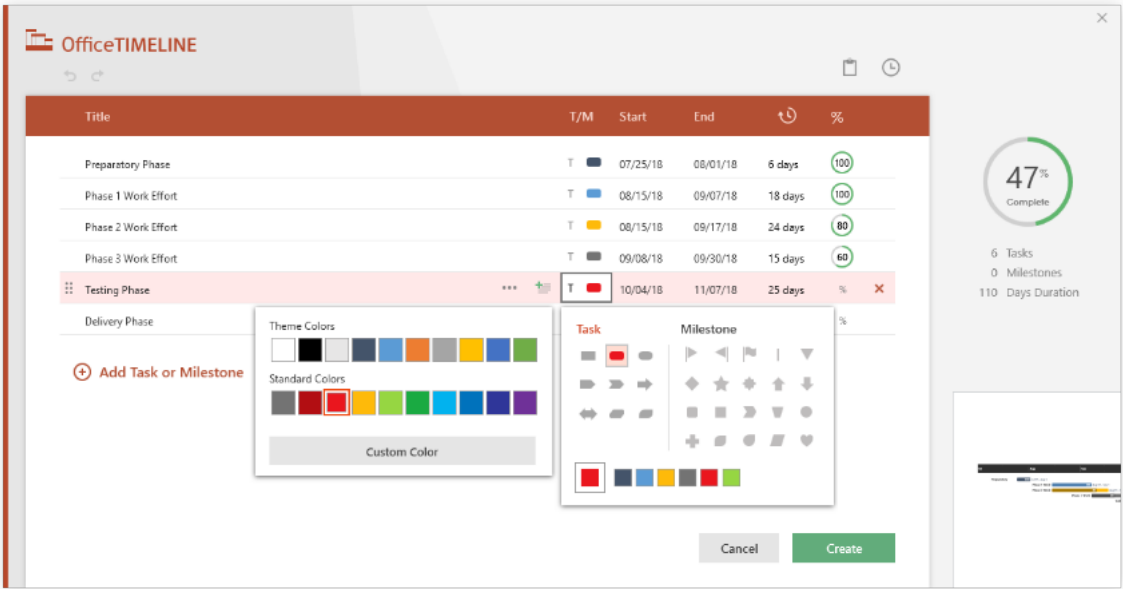 OfficeTIMELINE
Title T/M Start End %
Preparatory Phase T 07/25/18 08/01/18 6 days 100
Phase 1 Work Effort T 08/15/18 09/07/18 18 days 100
Phase 2 Work Effort T 08/15/18 09/17/18 24 days 80
Phase 3 Work Effort T 09/08/18 09/30/18 15 days 60
Testing Phase T 10/04/18 11/07/18 25 days %
Delivery Phase %
Add Task or Milestone
Theme Colors
Standard Colors
Custom Color
Task Milestone
Cancel Create
47%
Complete
6 Tasks
0 Milestones
110 Days Duration